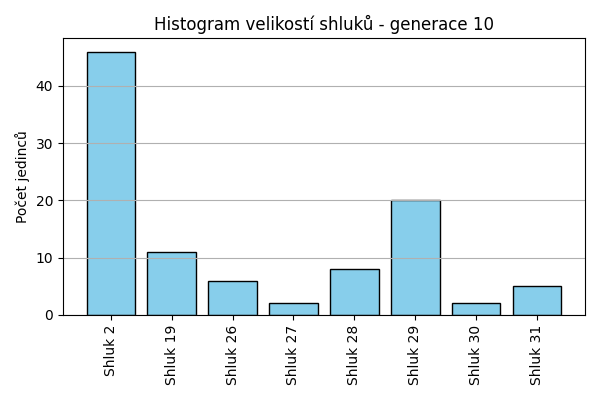 Histogram velikostí shluků - generace 10
Počet jedinců
40
30
20
10
0
Shluk 2
Shluk 19
Shluk 26
Shluk 27
Shluk 28
Shluk 29
Shluk 30
Shluk 31